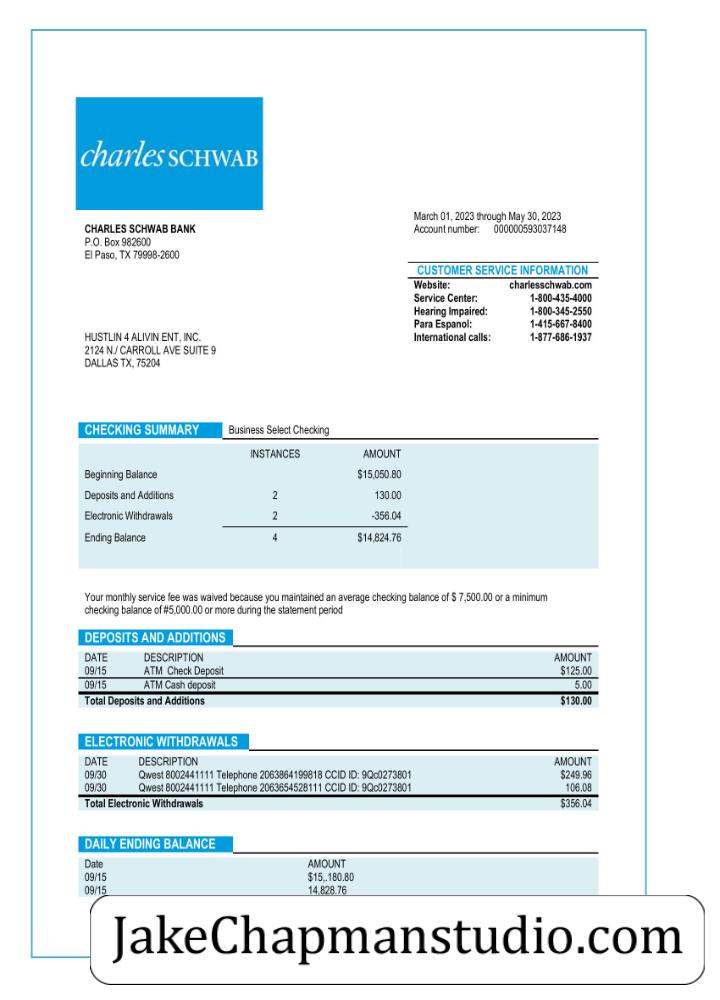 charles SCHWAB
March 01, 2023 through May 30, 2023
Account number: 000000593037148
CHARLES SCHWAB BANK
P.O. Box 982600
El Paso, TX 79998-2600
CUSTOMER SERVICE INFORMATION
Website: charlesschwab.com
Service Center: 1-800-435-4000
Hearing Impaired: 1-800-345-2550
Para Espanol: 1-415-667-8400
International calls: 1-877-686-1937
HUSTLIN 4 ALIVIN ENT, INC.
2124 N./ CARROLL AVE SUITE 9
DALLAS TX, 75204
CHECKING SUMMARY Business Select Checking
INSTANCES AMOUNT
Beginning Balance $15,050.80
Deposits and Additions 2 130.00
Electronic Withdrawals 2 -356.04
Ending Balance 4 $14,824.76
Your monthly service fee was waived because you maintained an average checking balance of $ 7,500.00 or a minimum
checking balance of #5,000.00 or more during the statement period
DEPOSITS AND ADDITIONS
DATE DESCRIPTION AMOUNT
09/15 ATM Check Deposit $125.00
09/15 ATM Cash deposit 5.00
Total Deposits and Additions $130.00
ELECTRONIC WITHDRAWALS
DATE DESCRIPTION AMOUNT
09/30 Qwest 8002441111 Telephone 2063864199818 CCID ID: 9Qc0273801 $249.96
09/30 Qwest 8002441111 Telephone 2063654528111 CCID ID: 9Qc0273801 106.08
Total Electronic Withdrawals $356.04
DAILY ENDING BALANCE
Date AMOUNT
09/15 $15,.180.80
09/15 14,828.76
JakeChapmanstudio.com